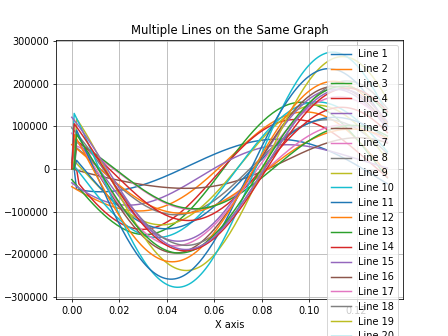 Multiple Lines on the Same Graph
300000
200000
100000
0
−100000
−200000
−300000
0.00
0.02
0.04
0.06
0.08
0.10
X axis
Line 1
Line 2
Line 3
Line 4
Line 5
Line 6
Line 7
Line 8
Line 9
Line 10
Line 11
Line 12
Line 13
Line 14
Line 15
Line 16
Line 17
Line 18
Line 19
Line 20